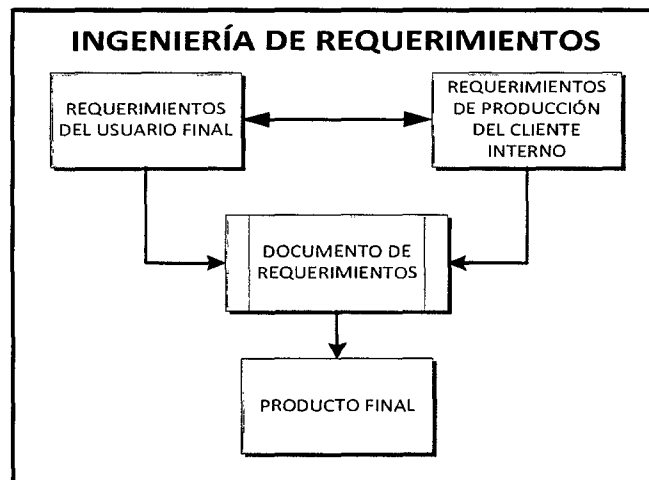 INGENIERÍA DE REQUERIMIENTOS
REQUERIMIENTOS
DEL USUARIO FINAL
REQUERIMIENTOS
DE PRODUCCIÓN
DEL CLIENTE
INTERNO
DOCUMENTO DE
REQUERIMIENTOS
PRODUCTO FINAL